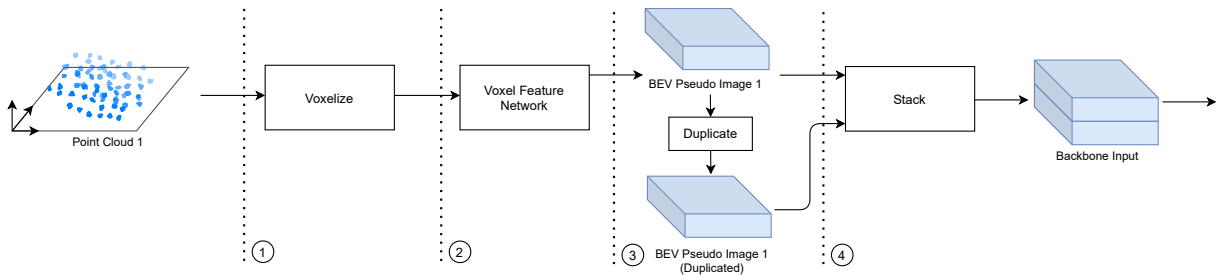 Point Cloud 1
Voxelize
Voxel Feature
Network
BEV Pseudo Image 1
Duplicate
BEV Pseudo Image 1
(Duplicated)
Stack
Backbone Input
1
2
3
4